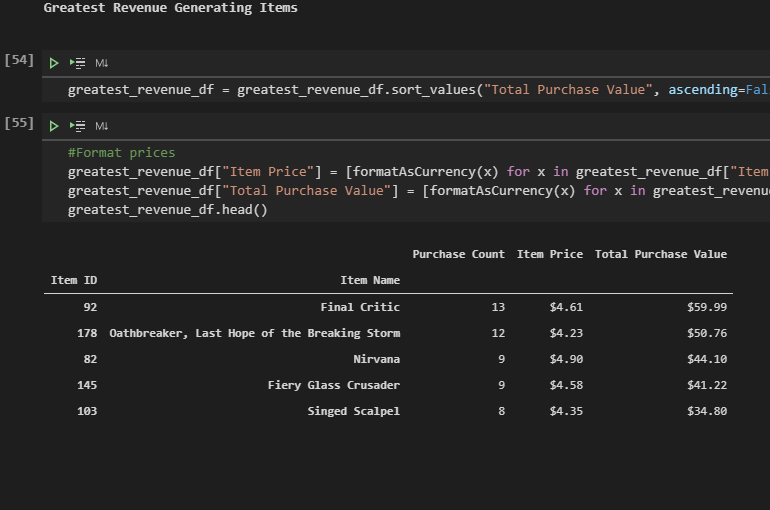 Greatest Revenue Generating Items
[54]
M↓
greatest_revenue_df = greatest_revenue_df.sort_values("Total Purchase Value", ascending=Fal
[55]
M↓
#Format prices
greatest_revenue_df["Item Price"] = [formatAsCurrency(x) for x in greatest_revenue_df["Item
greatest_revenue_df["Total Purchase Value"] = [formatAsCurrency(x) for x in greatest_revenu
greatest_revenue_df.head()
Purchase Count Item Price Total Purchase Value
Item ID Item Name
92 Final Critic 13 $4.61 $59.99
178 Oathbreaker, Last Hope of the Breaking Storm 12 $4.23 $50.76
82 Nirvana 9 $4.90 $44.10
145 Fiery Glass Crusader 9 $4.58 $41.22
103 Singed Scalpel 8 $4.35 $34.80